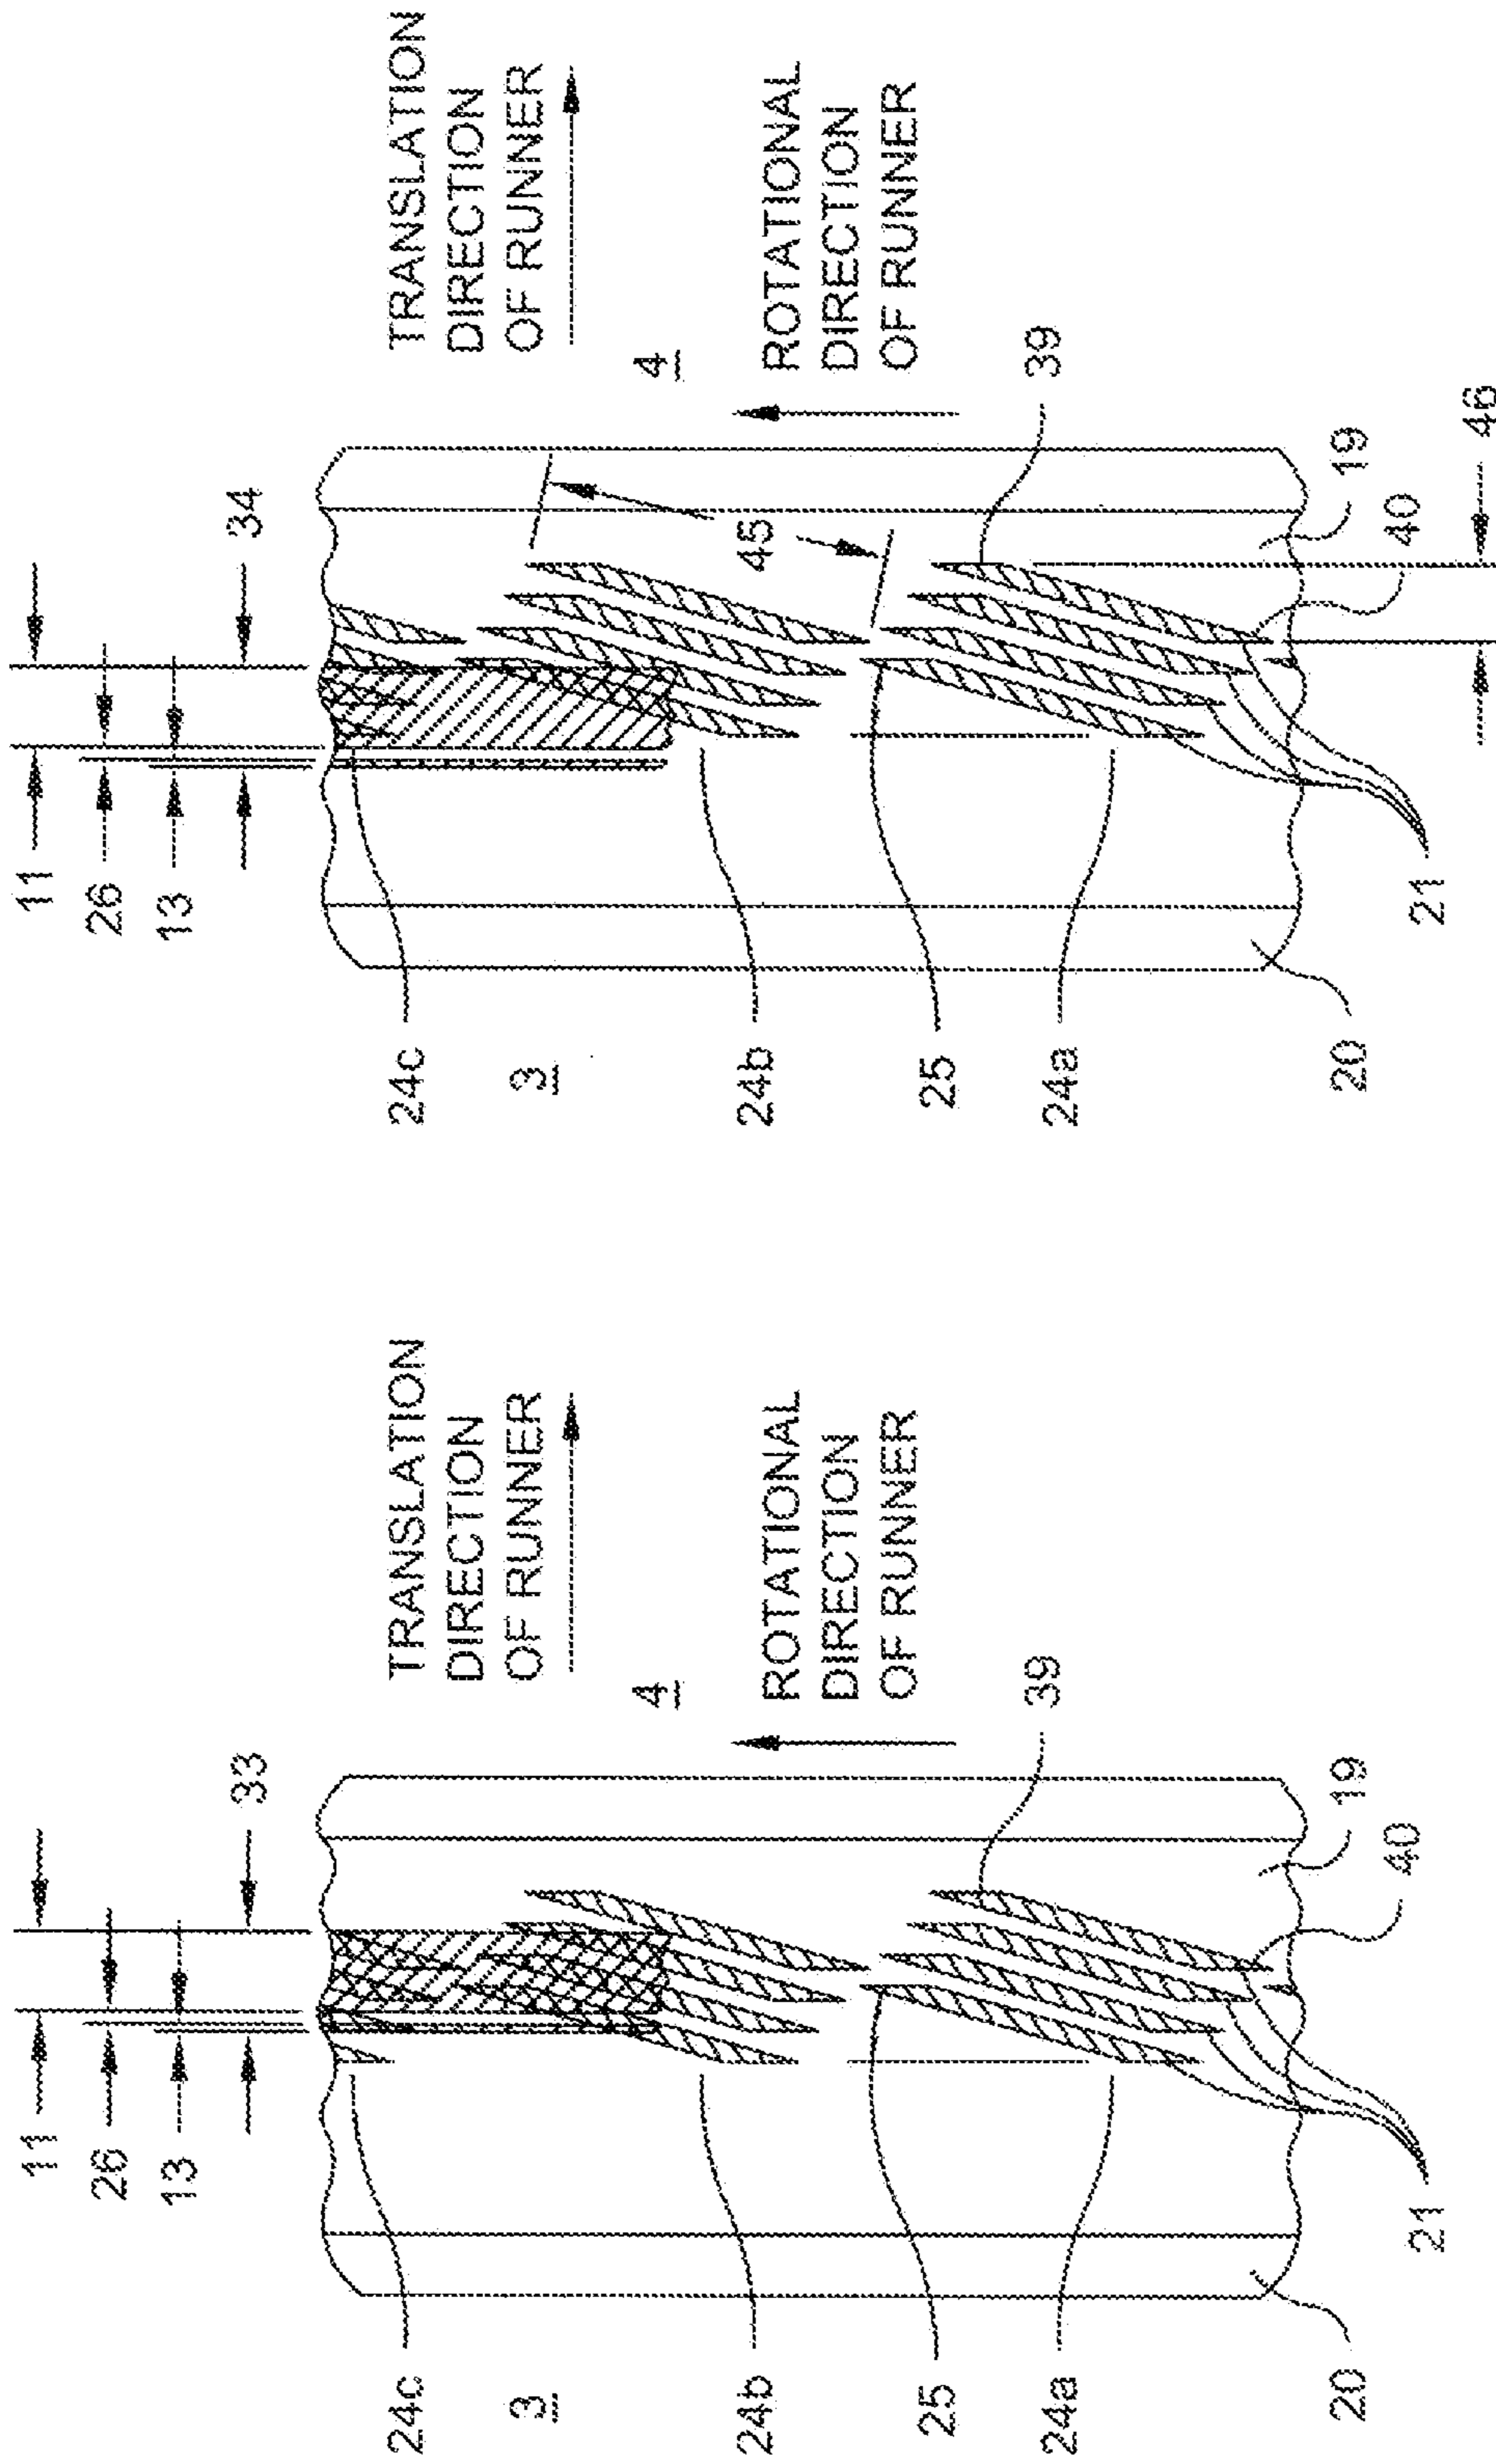 11
26
13
33
TRANSLATION
DIRECTION
OF RUNNER
24c
3
4
24b
ROTATIONAL
DIRECTION
OF RUNNER
25
24a
39
19
20
40
21
11
26
13
34
TRANSLATION
DIRECTION
OF RUNNER
24c
3
4
24b
45
ROTATIONAL
DIRECTION
OF RUNNER
25
24a
39
19
20
40
21
46